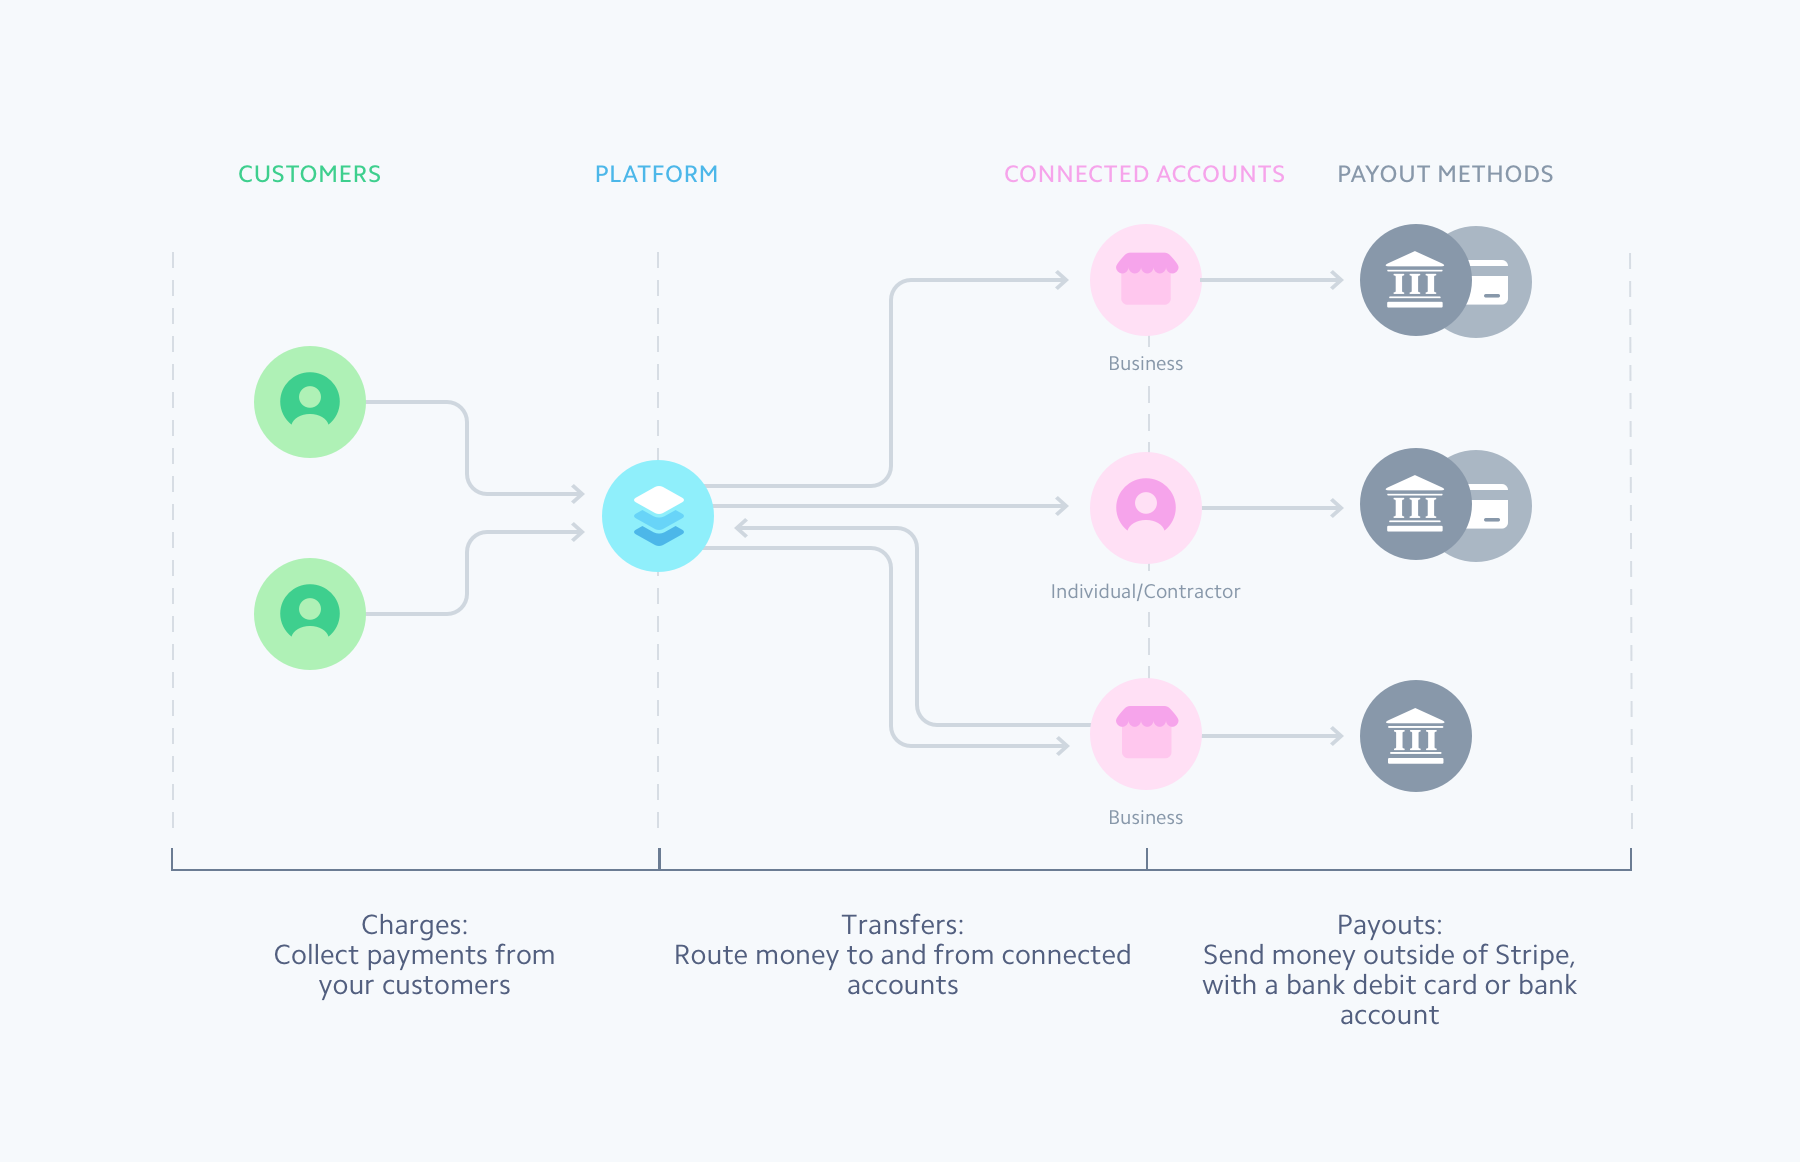 CUSTOMERS
PLATFORM
CONNECTED ACCOUNTS
PAYOUT METHODS
Business
Individual/Contractor
Business
Charges:
Collect payments from
your customers
Transfers:
Route money to and from connected
accounts
Payouts:
Send money outside of Stripe,
with a bank debit card or bank
account